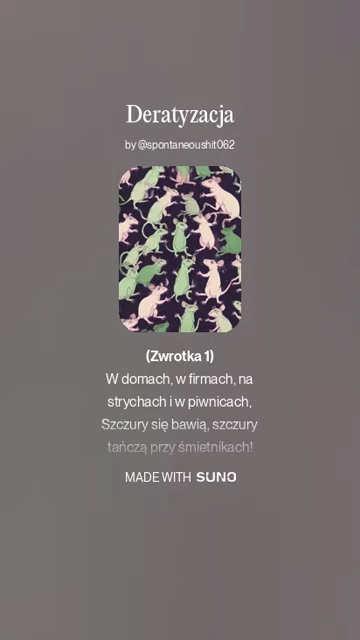 Deratyzacja
by @spontaneoushit062
(Zwrotka 1)
W domach, w firmach, na
strychach i w piwnicach,
Szczury się bawią, szczury
tańczą przy śmietnikach!
MADE WITH SUNO